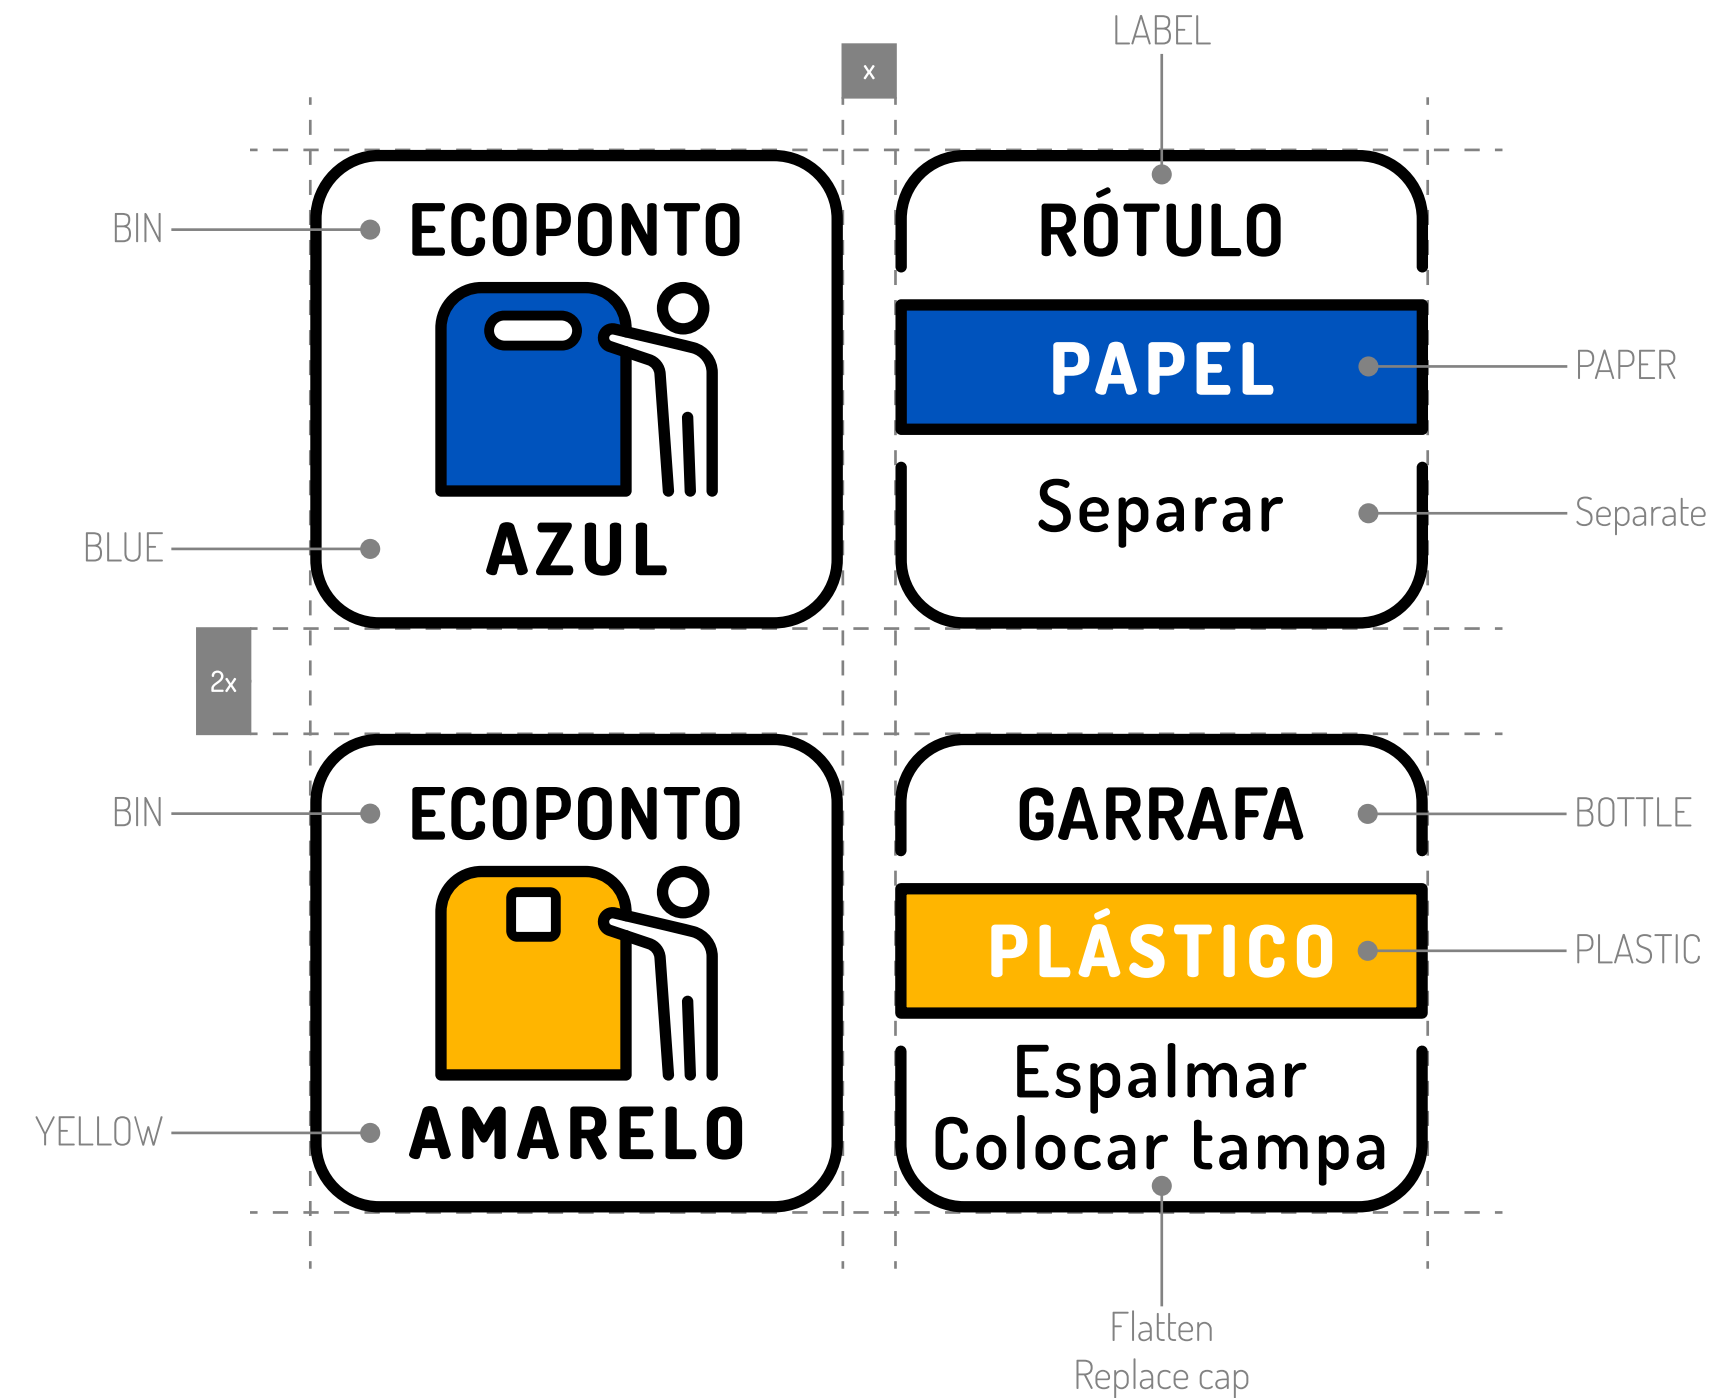 LABEL
x
BIN
ECOPONTO
RÓTULO
PAPEL
PAPER
Separar
Separate
BLUE
AZUL
2x
BIN
ECOPONTO
GARRAFA
BOTTLE
PLÁSTICO
PLASTIC
Espalmar
YELLOW
AMARELO
Colocar tampa
Flatten
Replace cap